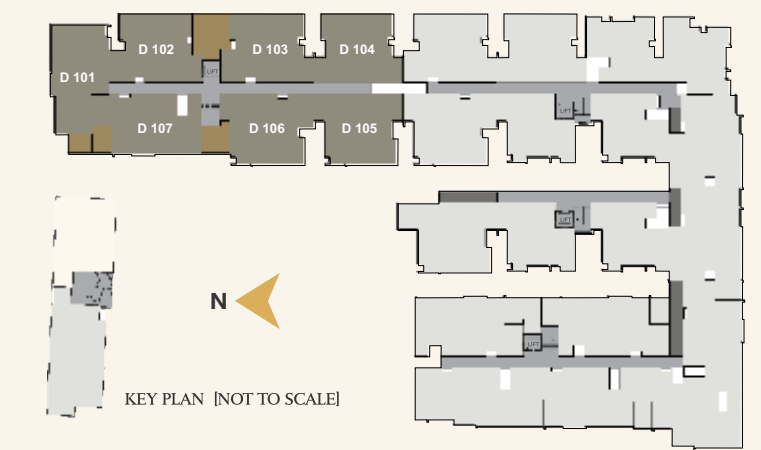 D 102
D 103
D 104
D 101
LIFT
D 107
D 106
D 105
LIFT
LIFT
N
LIFT
KEY PLAN [NOT TO SCALE]